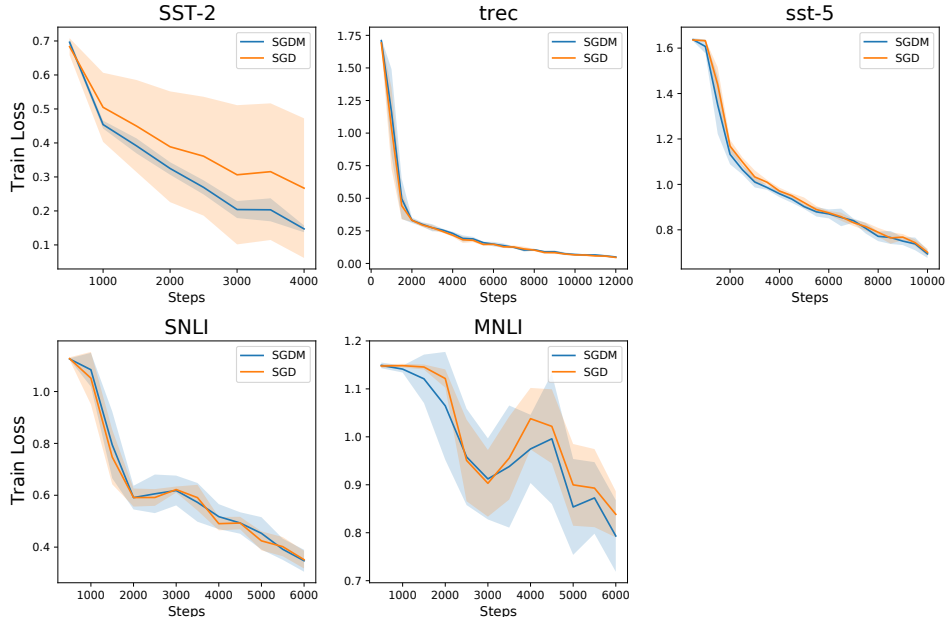 SST-2
trec
sst-5
0.7
0.6
0.5
0.4
0.3
0.2
0.1
Train Loss
SGDM
SGD
1000 1500 2000 2500 3000 3500 4000
Steps
1.75
1.50
1.25
1.00
0.75
0.50
0.25
0.00
SGDM
SGD
0 2000 4000 6000 8000 10000 12000
Steps
1.6
1.4
1.2
1.0
0.8
SGDM
SGD
2000 4000 6000 8000 10000
Steps
SNLI
MNLI
1.0
0.8
0.6
0.4
Train Loss
SGDM
SGD
1000 2000 3000 4000 5000 6000
Steps
1.2
1.1
1.0
0.9
0.8
0.7
SGDM
SGD
1000 2000 3000 4000 5000 6000
Steps